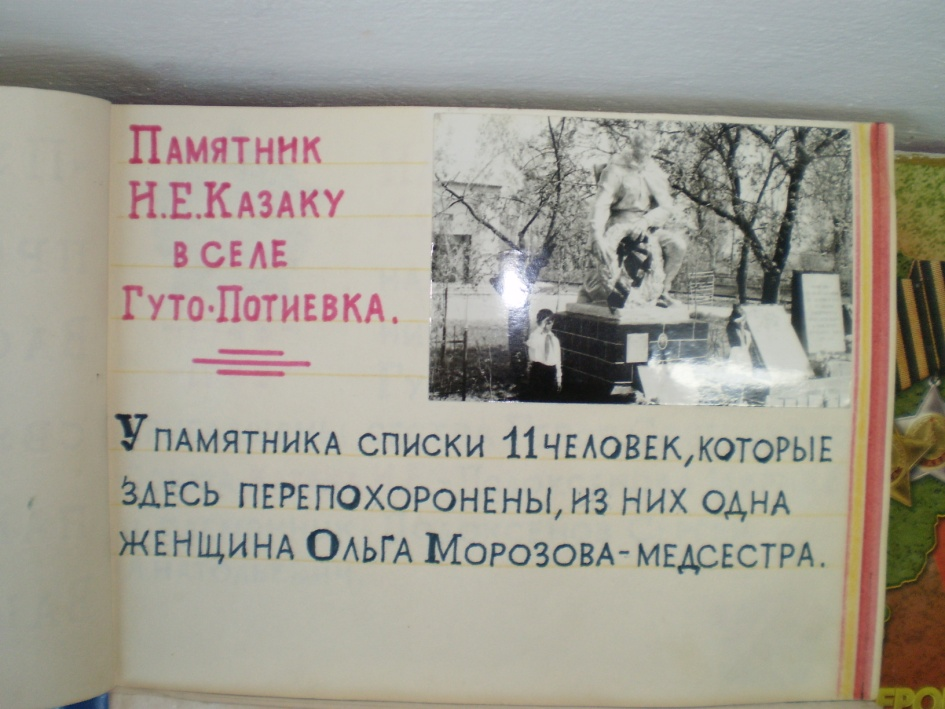 Памятник
Н.Е.Казаку
в селе
Гуто-Потиевка.
У памятника списки 11 человек, которые
здесь перепохоронены, из них одна
женщина Ольга Морозова-медсестра.